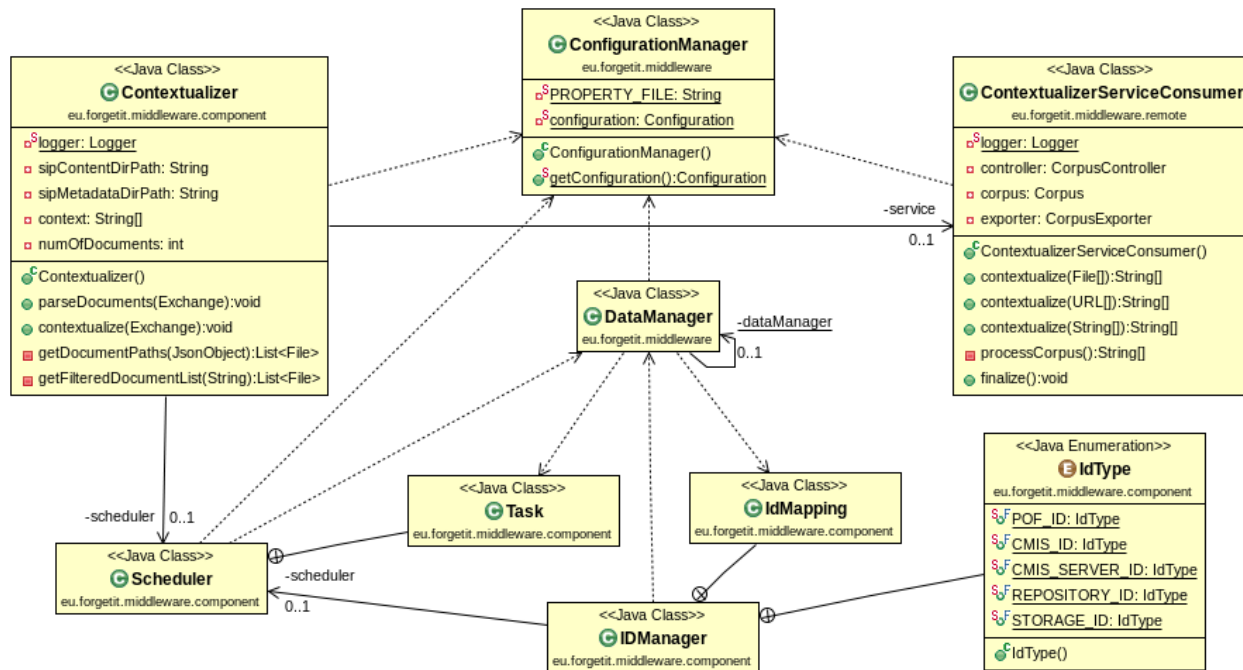 <<Java Class>>
ConfigurationManager
eu.forgetit.middleware
PROPERTY_FILE: String
configuration: Configuration
ConfigurationManager()
getConfiguration():Configuration
<<Java Class>>
Contextualizer
eu.forgetit.middleware.component
logger: Logger
sipContentDirPath: String
sipMetadataDirPath: String
context: String[]
numOfDocuments: int
Contextualizer()
parseDocuments(Exchange):void
contextualize(Exchange):void
getDocumentPaths(JsonObject):List<File>
getFilteredDocumentList(String):List<File>
<<Java Class>>
ContextualizerServiceConsumer
eu.forgetit.middleware.remote
logger: Logger
controller: CorpusController
corpus: Corpus
exporter: CorpusExporter
ContextualizerServiceConsumer()
contextualize(File[]):String[]
contextualize(URL[]):String[]
contextualize(String[]):String[]
processCorpus():String[]
finalize():void
-service
0..1
<<Java Class>>
DataManager
eu.forgetit.middleware
-dataManager
0..1
<<Java Class>>
Task
eu.forgetit.middleware.component
<<Java Class>>
IdMapping
eu.forgetit.middleware.component
<<Java Enumeration>>
IdType
eu.forgetit.middleware.component
POF_ID: IdType
CMIS_ID: IdType
CMIS_SERVER_ID: IdType
REPOSITORY_ID: IdType
STORAGE_ID: IdType
IdType()
-scheduler
0..1
<<Java Class>>
Scheduler
eu.forgetit.middleware.component
-scheduler
0..1
<<Java Class>>
IDManager
eu.forgetit.middleware.component